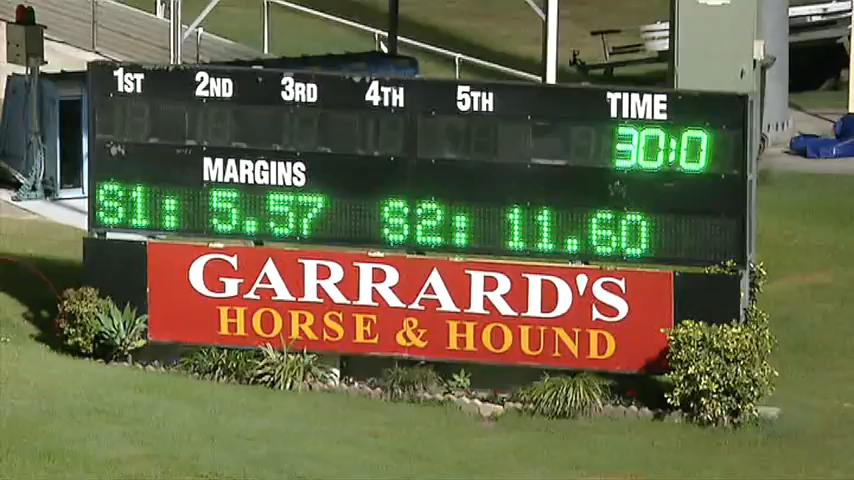 1ST 2ND 3RD 4TH 5TH TIME
30:0
MARGINS
S1: 5.57 S2: 11.60
GARRARD'S
HORSE & HOUND